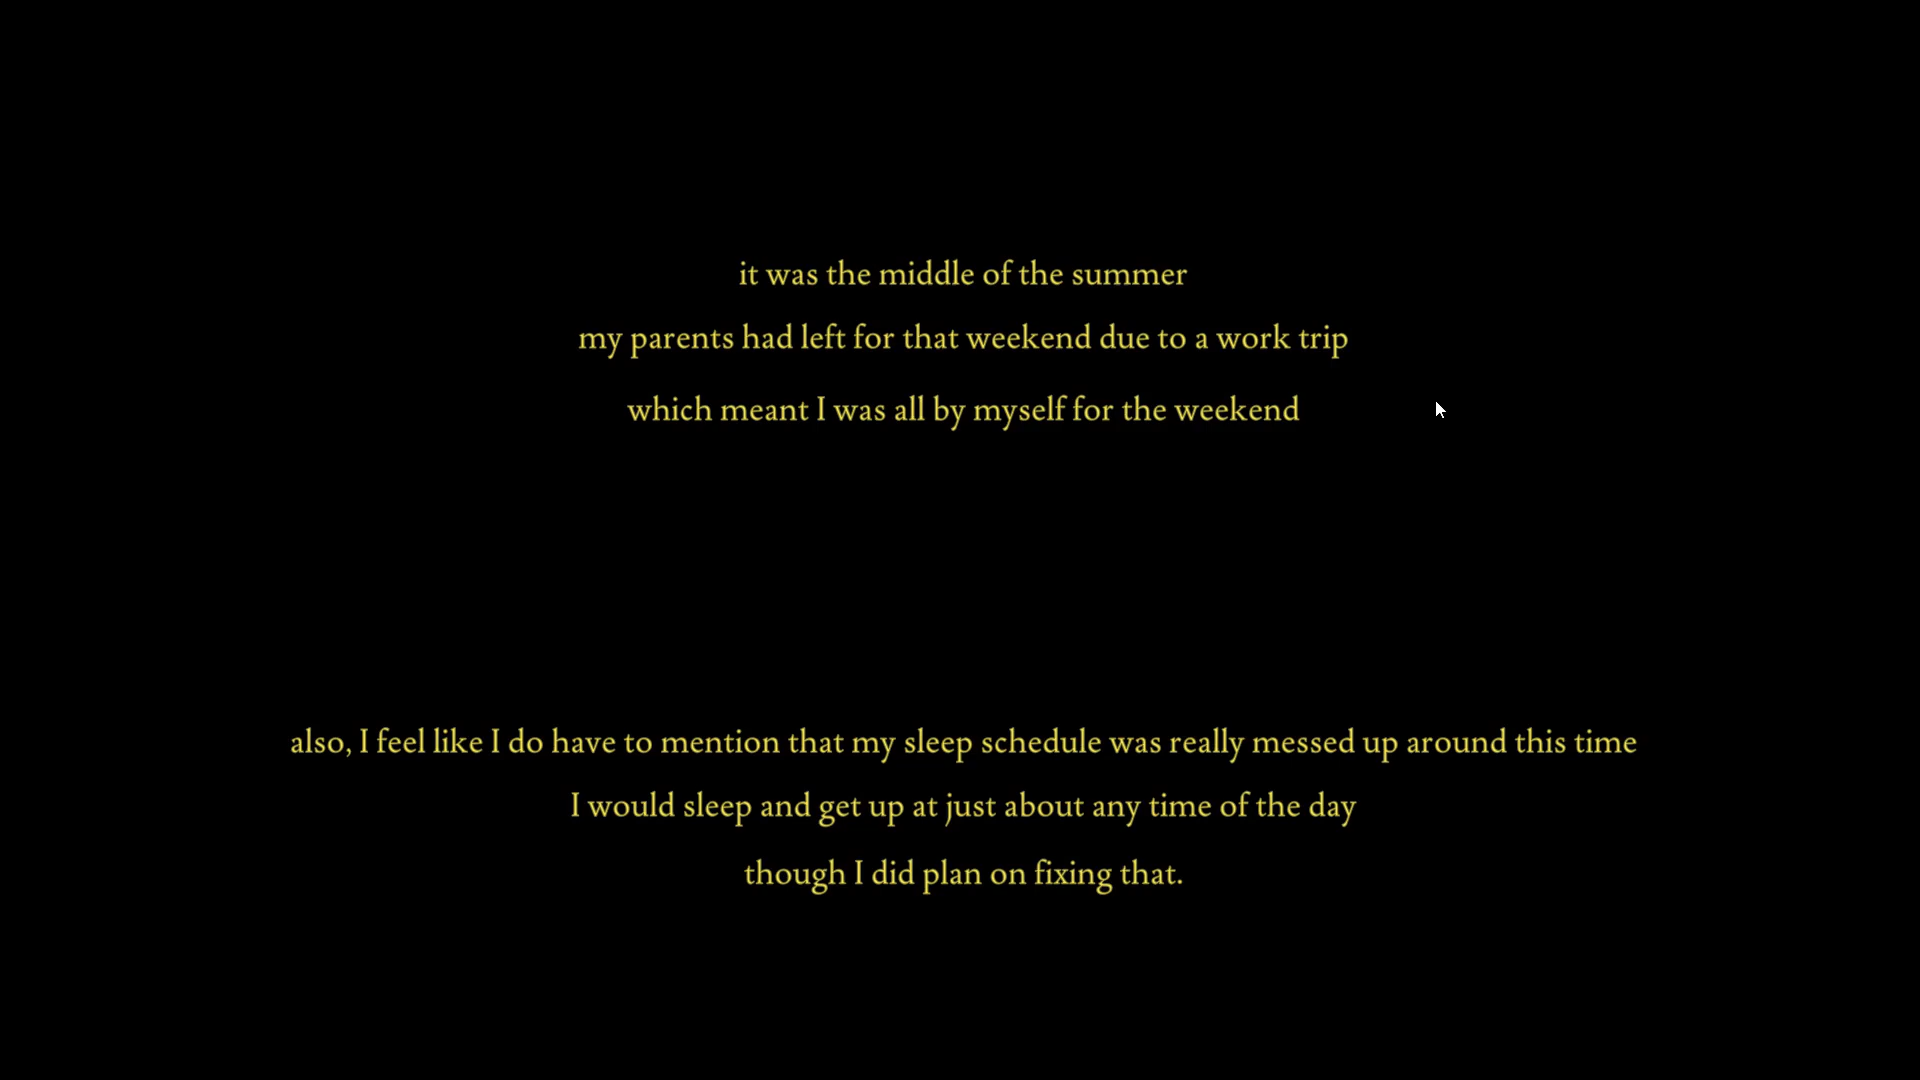 it was the middle of the summer
my parents had left for that weekend due to a work trip
which meant I was all by myself for the weekend
also, I feel like I do have to mention that my sleep schedule was really messed up around this time
I would sleep and get up at just about any time of the day
though I did plan on fixing that.